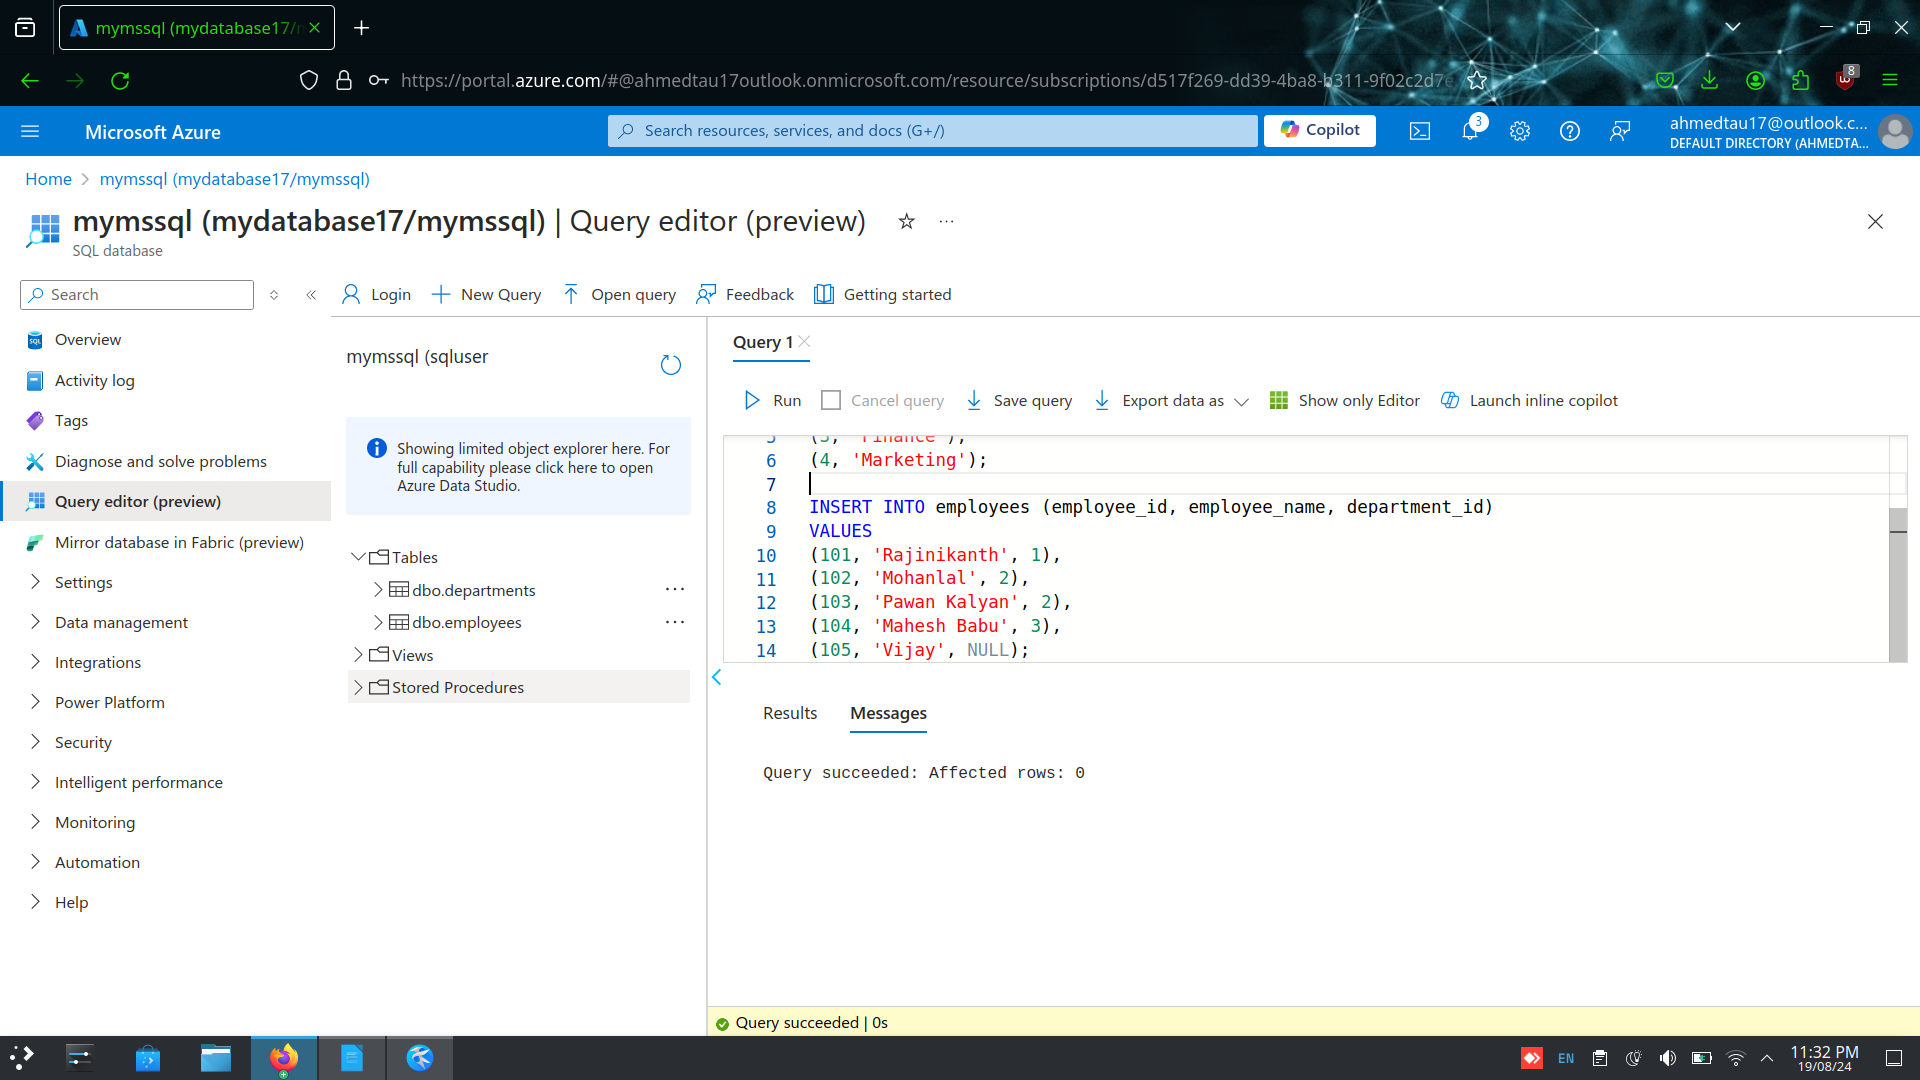 mymssql (mydatabase17/m
https://portal.azure.com/#@ahmedtau17outlook.onmicrosoft.com/resource/subscriptions/d517f269-dd39-4ba8-b311-9f02c2d7e
8
Microsoft Azure
Search resources, services, and docs (G+/)
Copilot
3
ahmedtau17@outlook.c...
DEFAULT DIRECTORY (AHMEDTA...
Home
mymssql (mydatabase17/mymssql)
mymssql (mydatabase17/mymssql) | Query editor (preview)
SQL database
Search
Login
New Query
Open query
Feedback
Getting started
Overview
Activity log
Tags
Diagnose and solve problems
Query editor (preview)
Mirror database in Fabric (preview)
Settings
Data management
Integrations
Power Platform
Security
Intelligent performance
Monitoring
Automation
Help
mymssql (sqluser
Showing limited object explorer here. For
full capability please click here to open
Azure Data Studio.
Tables
dbo.departments
dbo.employees
Views
Stored Procedures
Query 1
Run
Cancel query
Save query
Export data as
Show only Editor
Launch inline copilot
5 (3, 'Finance'),
6 (4, 'Marketing');
7
8 INSERT INTO employees (employee_id, employee_name, department_id)
9 VALUES
10 (101, 'Rajinikanth', 1),
11 (102, 'Mohanlal', 2),
12 (103, 'Pawan Kalyan', 2),
13 (104, 'Mahesh Babu', 3),
14 (105, 'Vijay', NULL);
Results
Messages
Query succeeded: Affected rows: 0
Query succeeded | 0s
EN
11:32 PM
19/08/24